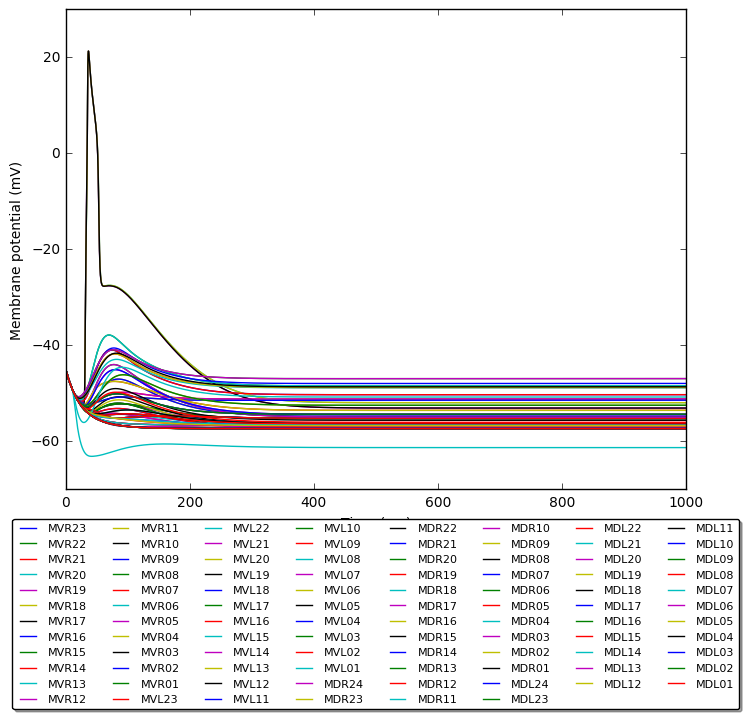 Membrane potential (mV)
20
0
−20
−40
−60
0 200 400 600 800 1000
MVR23 MVR11 MVL22 MVL10 MDR22 MDR10 MDL22 MDL11
MVR22 MVR10 MVL21 MVL09 MDR21 MDR09 MDL21 MDL10
MVR21 MVR09 MVL20 MVL08 MDR20 MDR08 MDL20 MDL09
MVR20 MVR08 MVL19 MVL07 MDR19 MDR07 MDL19 MDL08
MVR19 MVR07 MVL18 MVL06 MDR18 MDR06 MDL18 MDL07
MVR18 MVR06 MVL17 MVL05 MDR17 MDR05 MDL17 MDL06
MVR17 MVR05 MVL16 MVL04 MDR16 MDR04 MDL16 MDL05
MVR16 MVR04 MVL15 MVL03 MDR15 MDR03 MDL15 MDL04
MVR15 MVR03 MVL14 MVL02 MDR14 MDR02 MDL14 MDL03
MVR14 MVR02 MVL13 MVL01 MDR13 MDR01 MDL13 MDL02
MVR13 MVR01 MVL12 MDR24 MDR12 MDL24 MDL12 MDL01
MVR12 MVL23 MVL11 MDR23 MDR11 MDL23